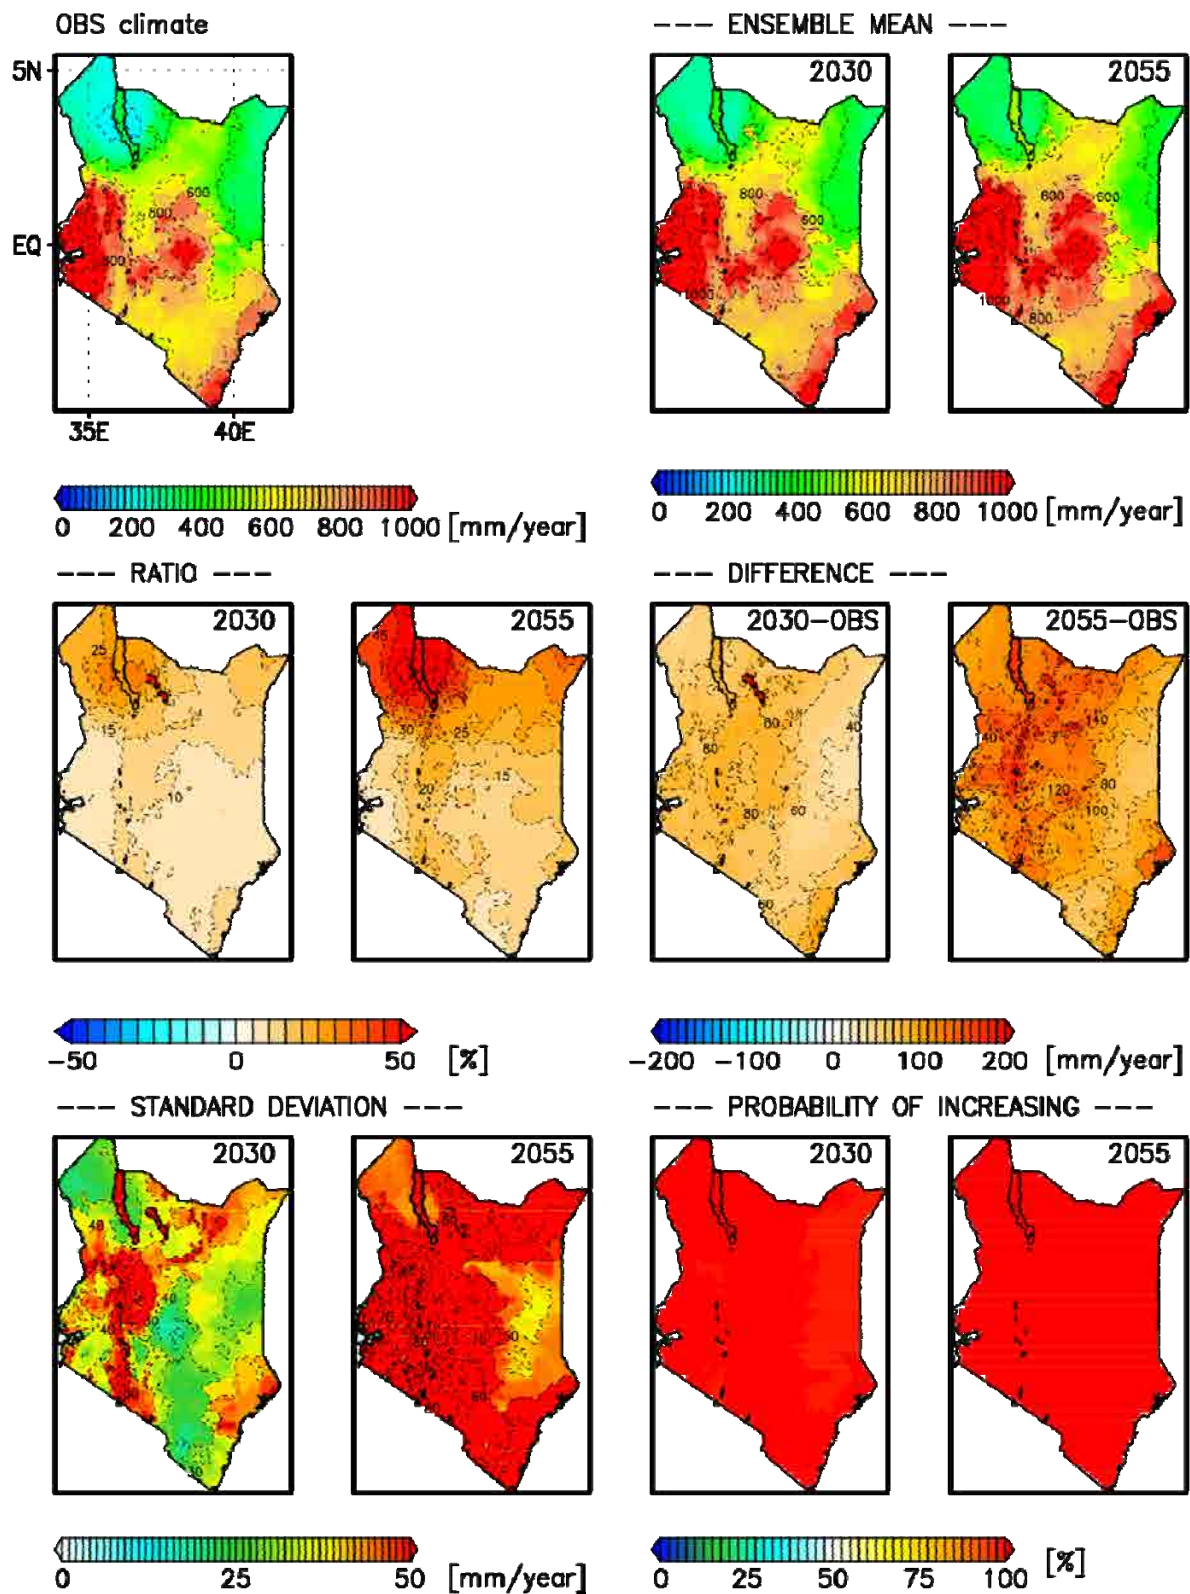 OBS climate
--- ENSEMBLE MEAN ---
5N
EQ
35E 40E
600
800
800
2030
800
600
1000
2055
600
600
1000
800
0 200 400 600 800 1000 [mm/year]
0 200 400 600 800 1000 [mm/year]
--- RATIO ---
--- DIFFERENCE ---
2030
25
15
10
2055
45
30
25
15
20
2030-OBS
60
40
80
80
60
60
2055-OBS
140
140
80
120
100
-50 0 50 [%]
-200 -100 0 100 200 [mm/year]
--- STANDARD DEVIATION ---
--- PROBABILITY OF INCREASING ---
2030
40
40
40
2055
2030
2055
0 25 50 [mm/year]
0 25 50 75 100 [%]